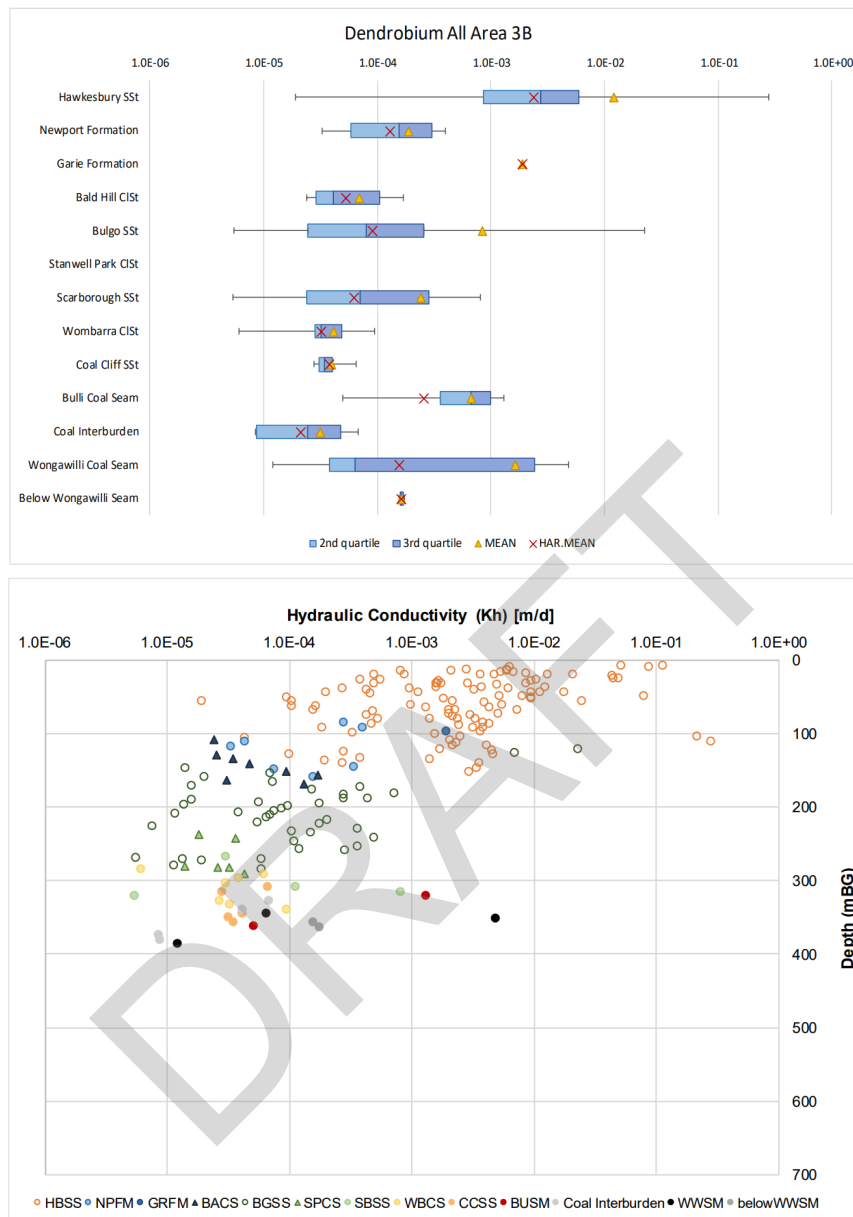 Dendrobium All Area 3B
1.0E-06 1.0E-05 1.0E-04 1.0E-03 1.0E-02 1.0E-01 1.0E+00
Hawkesbury SSt
Newport Formation
Garie Formation
Bald Hill ClSt
Bulgo SSt
Stanwell Park ClSt
Scarborough SSt
Wombarra ClSt
Coal Cliff SSt
Bulli Coal Seam
Coal Interburden
Wongawilli Coal Seam
Below Wongawilli Seam
2nd quartile 3rd quartile MEAN HAR.MEAN
Hydraulic Conductivity (Kh) [m/d]
1.0E-06 1.0E-05 1.0E-04 1.0E-03 1.0E-02 1.0E-01 1.0E+00
0
100
200
300
400
500
600
700
Depth (mBG)
HBSS NPFM GRFM BACS BGSS SPCS SBSS WBCS CCSS BUSM Coal Interburden WWSM belowWWSM
DRAFT